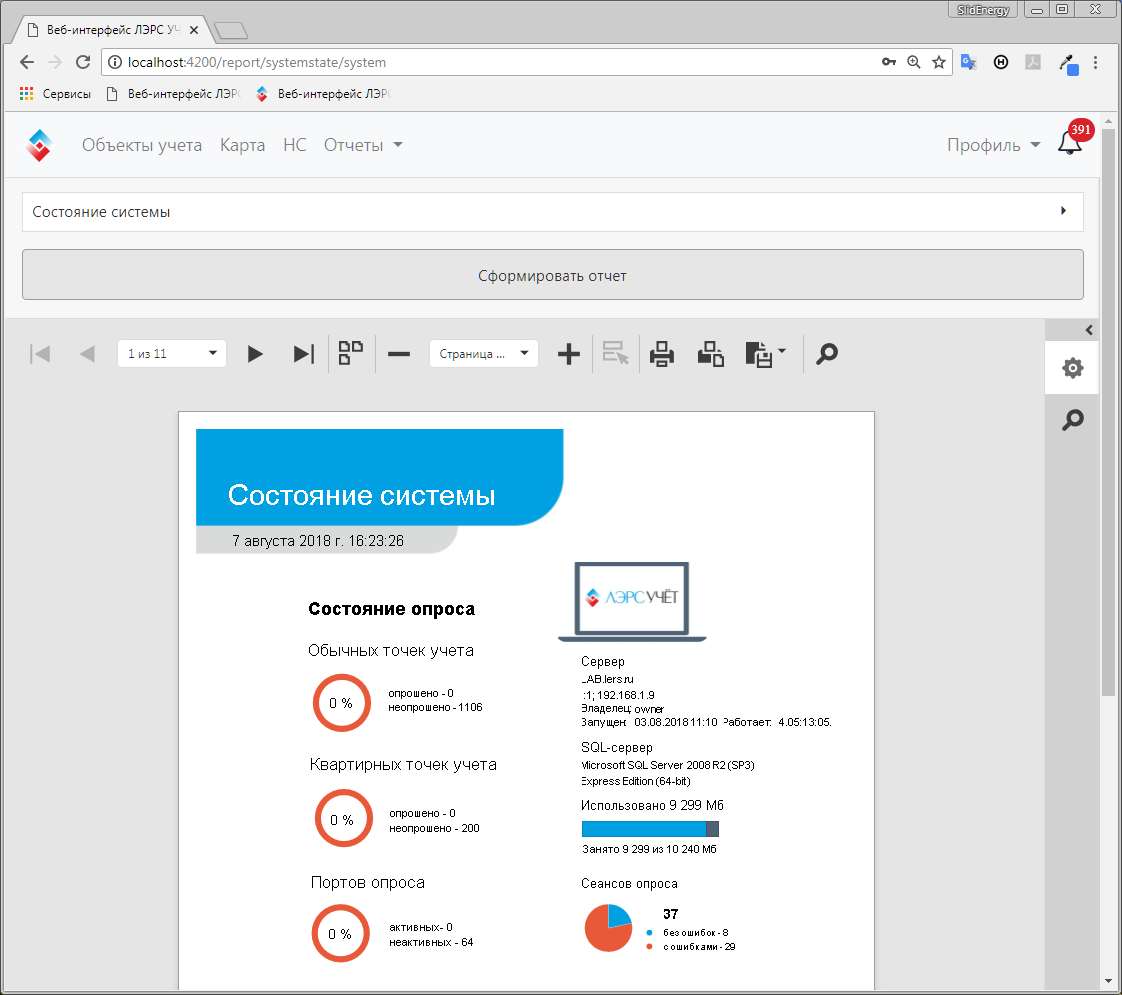 SlidEnergy
Веб-интерфейс ЛЭРС УЧ
localhost:4200/report/systemstate/system
Сервисы Веб-интерфейс ЛЭРС Веб-интерфейс ЛЭРС
Объекты учета Карта НС Отчеты Профиль 391
Состояние системы
Сформировать отчет
1 из 11 Страница ...
Состояние системы
7 августа 2018 г. 16:23:26
ЛЭРС УЧЁТ
Состояние опроса
Обычных точек учета
0 %
опрошено - 0
неопрошено - 1106
Квартирных точек учета
0 %
опрошено - 0
неопрошено - 200
Портов опроса
0 %
активных- 0
неактивных - 64
Сервер
LAB.lers.ru
:1; 192.168.1.9
Владелец: owner
Запущен: 03.08.2018 11:10 Работает: 4.05:13:05.
SQL-сервер
Microsoft SQL Server 2008 R2 (SP3)
Express Edition (64-bit)
Использовано 9 299 Мб
Занято 9 299 из 10 240 Мб
Сеансов опроса
37
без ошибок - 8
с ошибками - 29